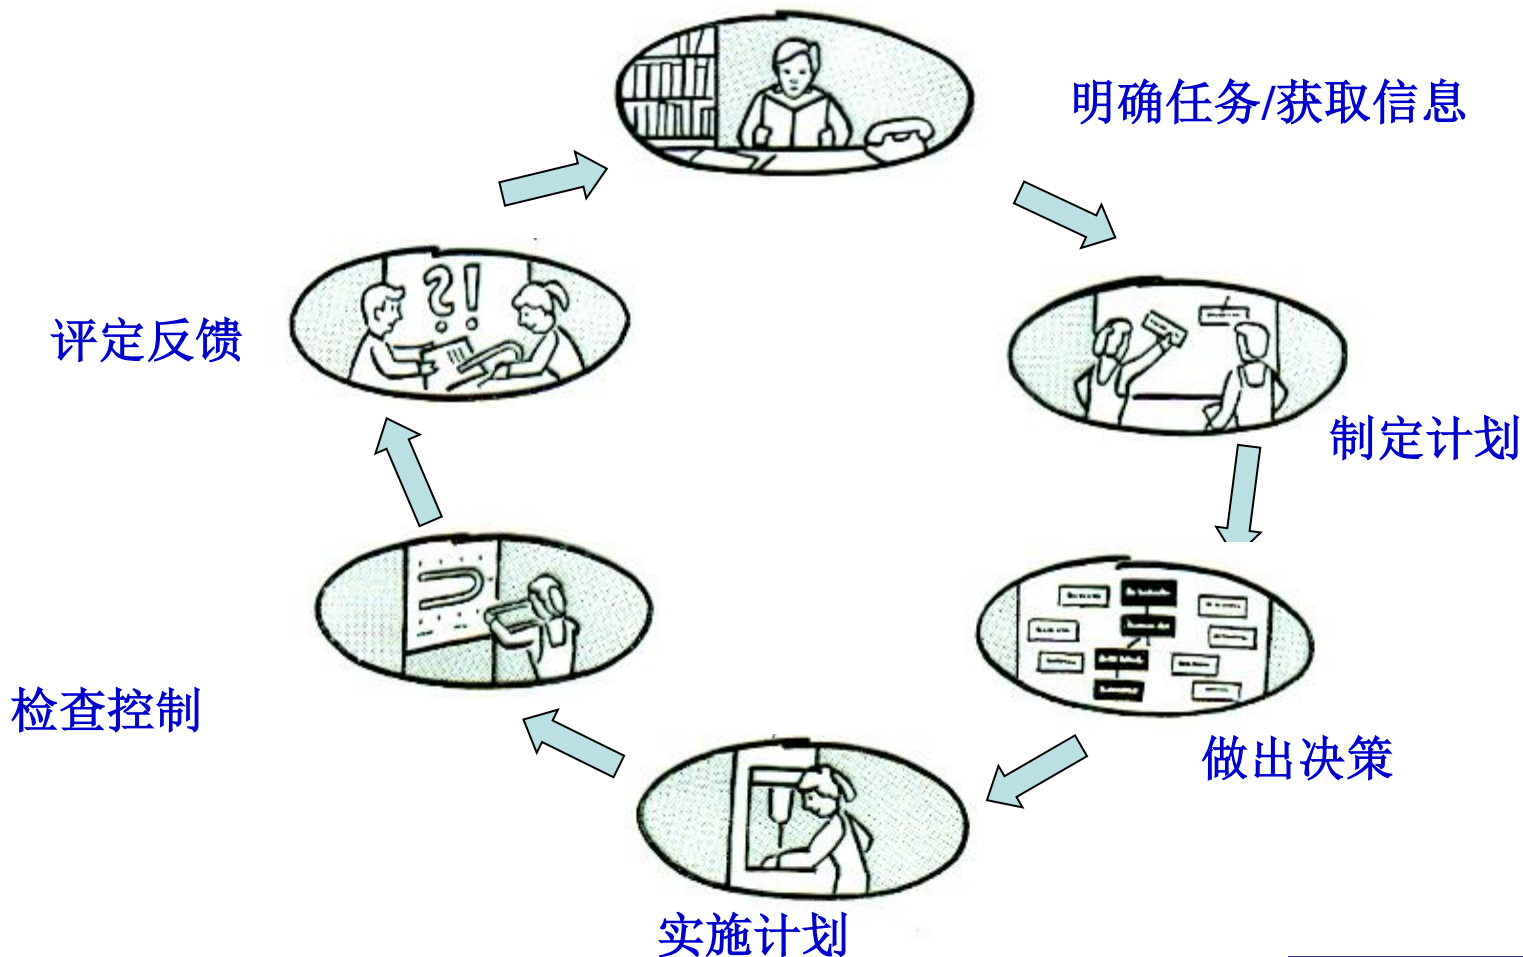 明确任务/获取信息
制定计划
做出决策
实施计划
检查控制
评定反馈
?!